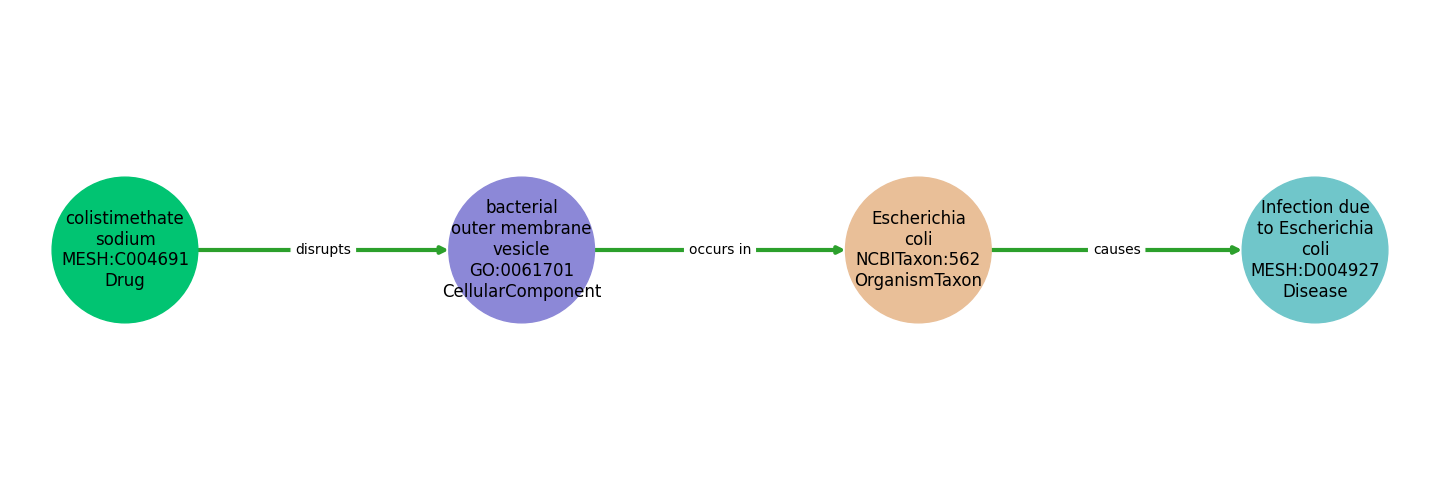 colistimethate
sodium
MESH:C004691
Drug
disrupts
bacterial
outer membrane
vesicle
GO:0061701
CellularComponent
occurs in
Escherichia
coli
NCBITaxon:562
OrganismTaxon
causes
Infection due
to Escherichia
coli
MESH:D004927
Disease